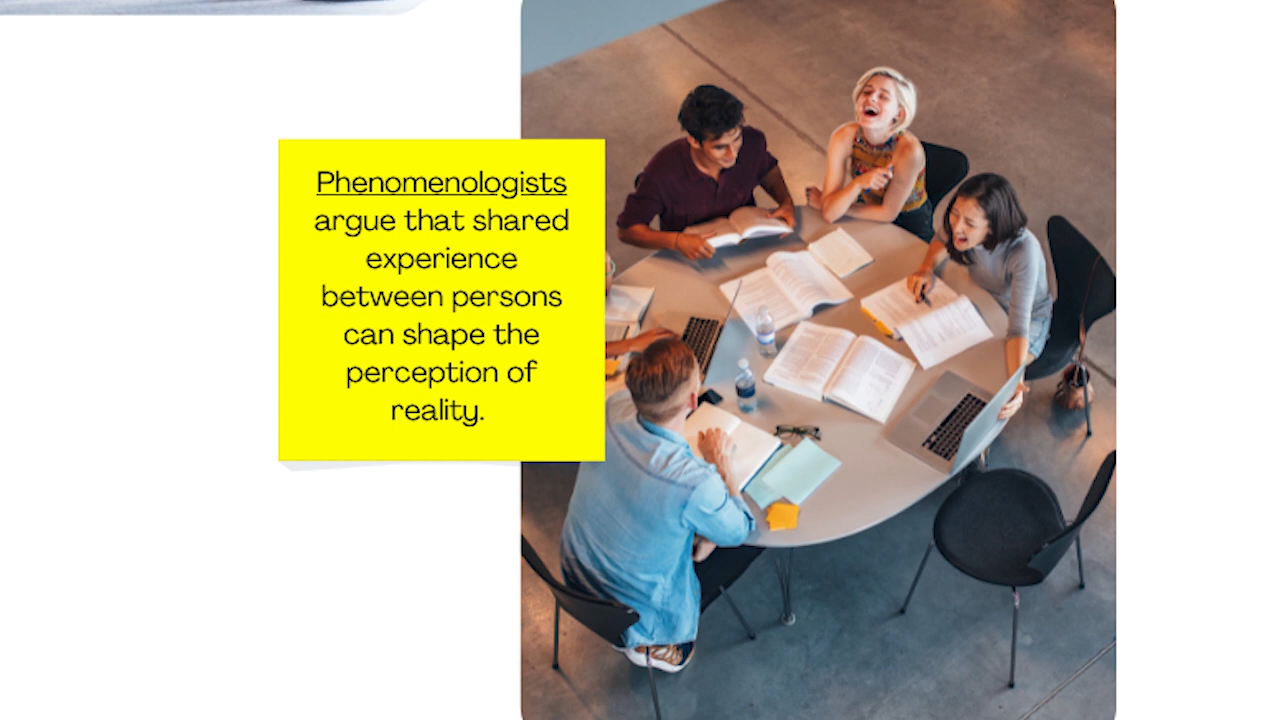 Phenomenologists
argue that shared
experience
between persons
can shape the
perception of
reality.